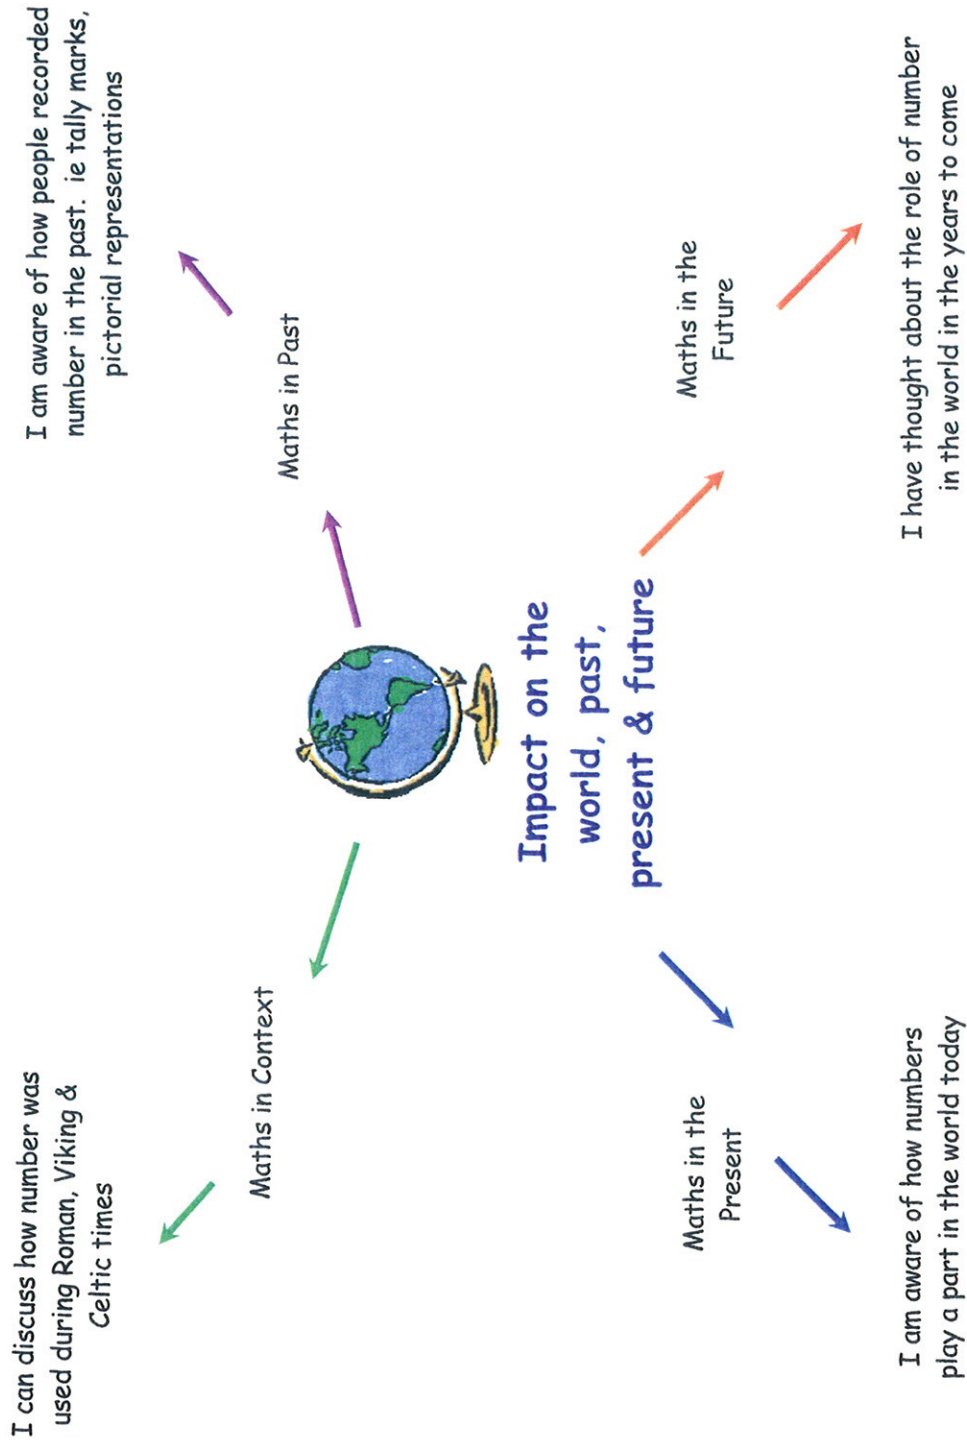 I can discuss how number was
used during Roman, Viking &
Celtic times
I am aware of how people recorded
number in the past. ie tally marks,
pictorial representations
Maths in Context
Maths in Past
Impact on the
world, past,
present & future
Maths in the
Present
Maths in the
Future
I am aware of how numbers
play a part in the world today
I have thought about the role of number
in the world in the years to come